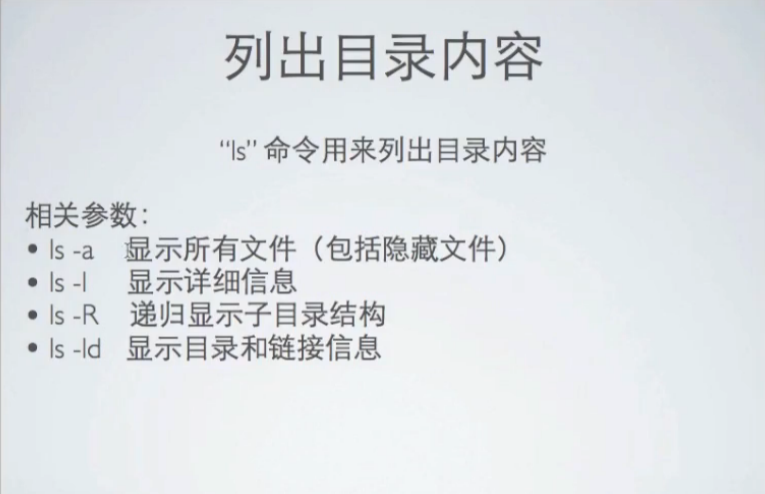 列出目录内容
“ls” 命令用来列出目录内容
相关参数：
• ls -a 显示所有文件（包括隐藏文件）
• ls -l 显示详细信息
• ls -R 递归显示子目录结构
• ls -ld 显示目录和链接信息